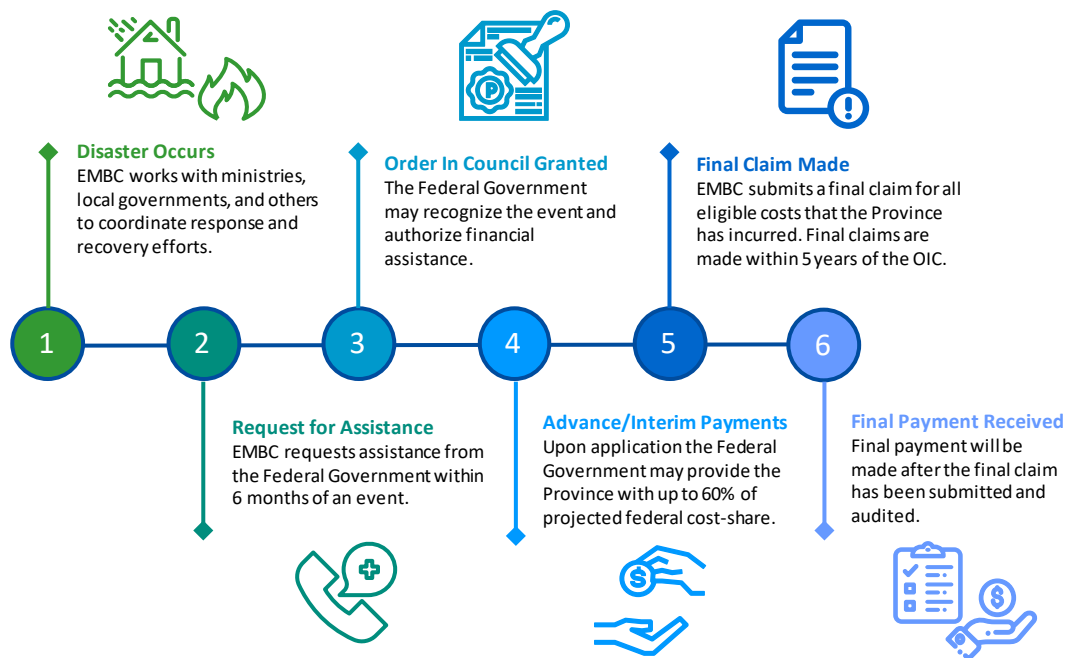 P
Disaster Occurs
EMBC works with ministries,
local governments, and others
to coordinate response and
recovery efforts.
Order In Council Granted
The Federal Government
may recognize the event and
authorize financial
assistance.
Final Claim Made
EMBC submits a final claim for all
eligible costs that the Province
has incurred. Final claims are
made within 5 years of the OIC.
1
2
3
4
5
6
Request for Assistance
EMBC requests assistance from
the Federal Government within
6 months of an event.
Advance/Interim Payments
Upon application the Federal
Government may provide the
Province with up to 60% of
projected federal cost-share.
Final Payment Received
Final payment will be
made after the final claim
has been submitted and
audited.
$
$